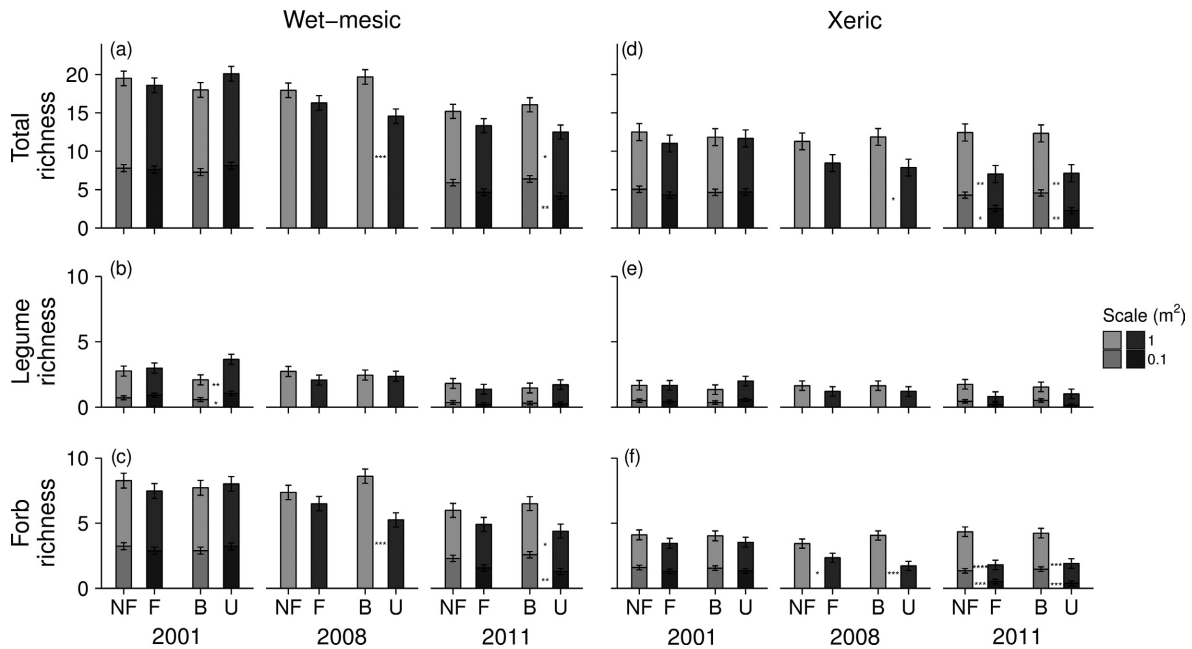 Wet−mesic
Xeric
(a)
(d)
Total
richness
20
15
10
5
0
***
*
**
*
** **
* **
(b)
(e)
Legume
richness
10
5
0
**
*
Scale (m2)
1
0.1
(c)
(f)
Forb
richness
10
5
0
***
*
**
* ***
**** ***
*** ***
NF F B U NF F B U NF F B U NF F B U NF F B U NF F B U
2001 2008 2011 2001 2008 2011